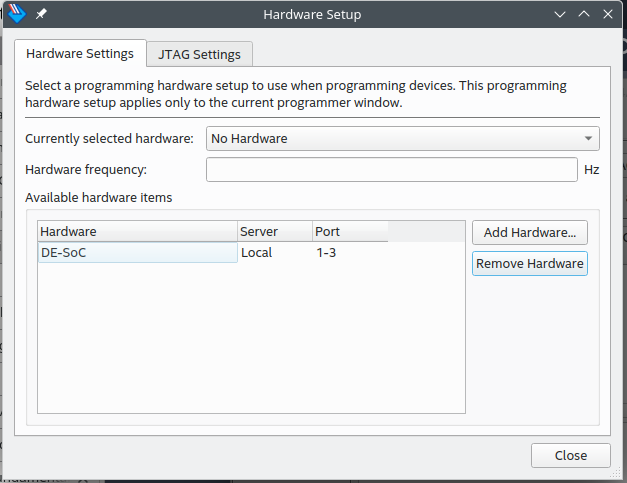 Hardware Setup
Hardware Settings
JTAG Settings
Select a programming hardware setup to use when programming devices. This programming
hardware setup applies only to the current programmer window.
Currently selected hardware: No Hardware
Hardware frequency: Hz
Available hardware items
Hardware Server Port
DE-SoC Local 1-3
Add Hardware...
Remove Hardware
Close